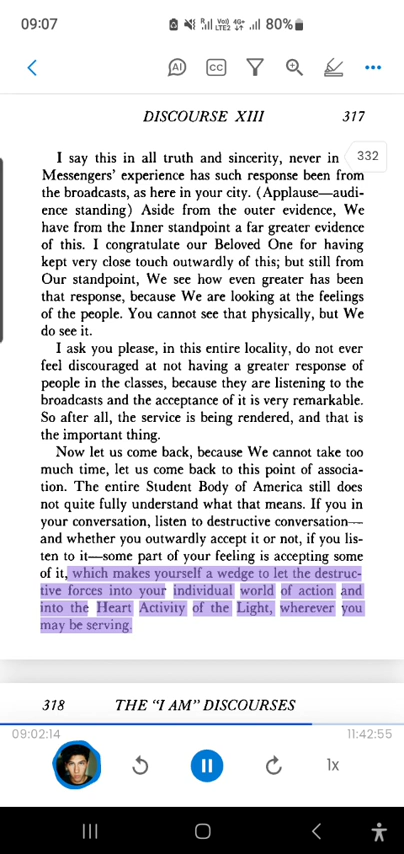 09:07
R VoD LTE2 4G+ 80%
AI CC
DISCOURSE XIII 317
332
I say this in all truth and sincerity, never in
Messengers' experience has such response been from
the broadcasts, as here in your city. (Applause—audi-
ence standing) Aside from the outer evidence, We
have from the Inner standpoint a far greater evidence
of this. I congratulate our Beloved One for having
kept very close touch outwardly of this; but still from
Our standpoint, We see how even greater has been
that response, because We are looking at the feelings
of the people. You cannot see that physically, but We
do see it.
I ask you please, in this entire locality, do not ever
feel discouraged at not having a greater response of
people in the classes, because they are listening to the
broadcasts and the acceptance of it is very remarkable.
So after all, the service is being rendered, and that is
the important thing.
Now let us come back, because We cannot take too
much time, let us come back to this point of associa-
tion. The entire Student Body of America still does
not quite fully understand what that means. If you in
your conversation, listen to destructive conversation—
and whether you outwardly accept it or not, if you lis-
ten to it—some part of your feeling is accepting some
of it, which makes yourself a wedge to let the destruc-
tive forces into your individual world of action and
into the Heart Activity of the Light, wherever you
may be serving.
318 THE "I AM" DISCOURSES
09:02:14 11:42:55
1x